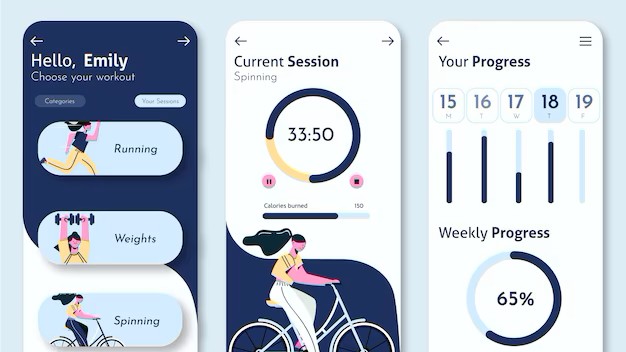 Hello, Emily
Choose your workout
Categories
Your Sessions
Running
Weights
Spinning
Current Session
Spinning
33:50
Calories burned 150
Your Progress
15 16 17 18 19
M T W T F
Weekly Progress
65%